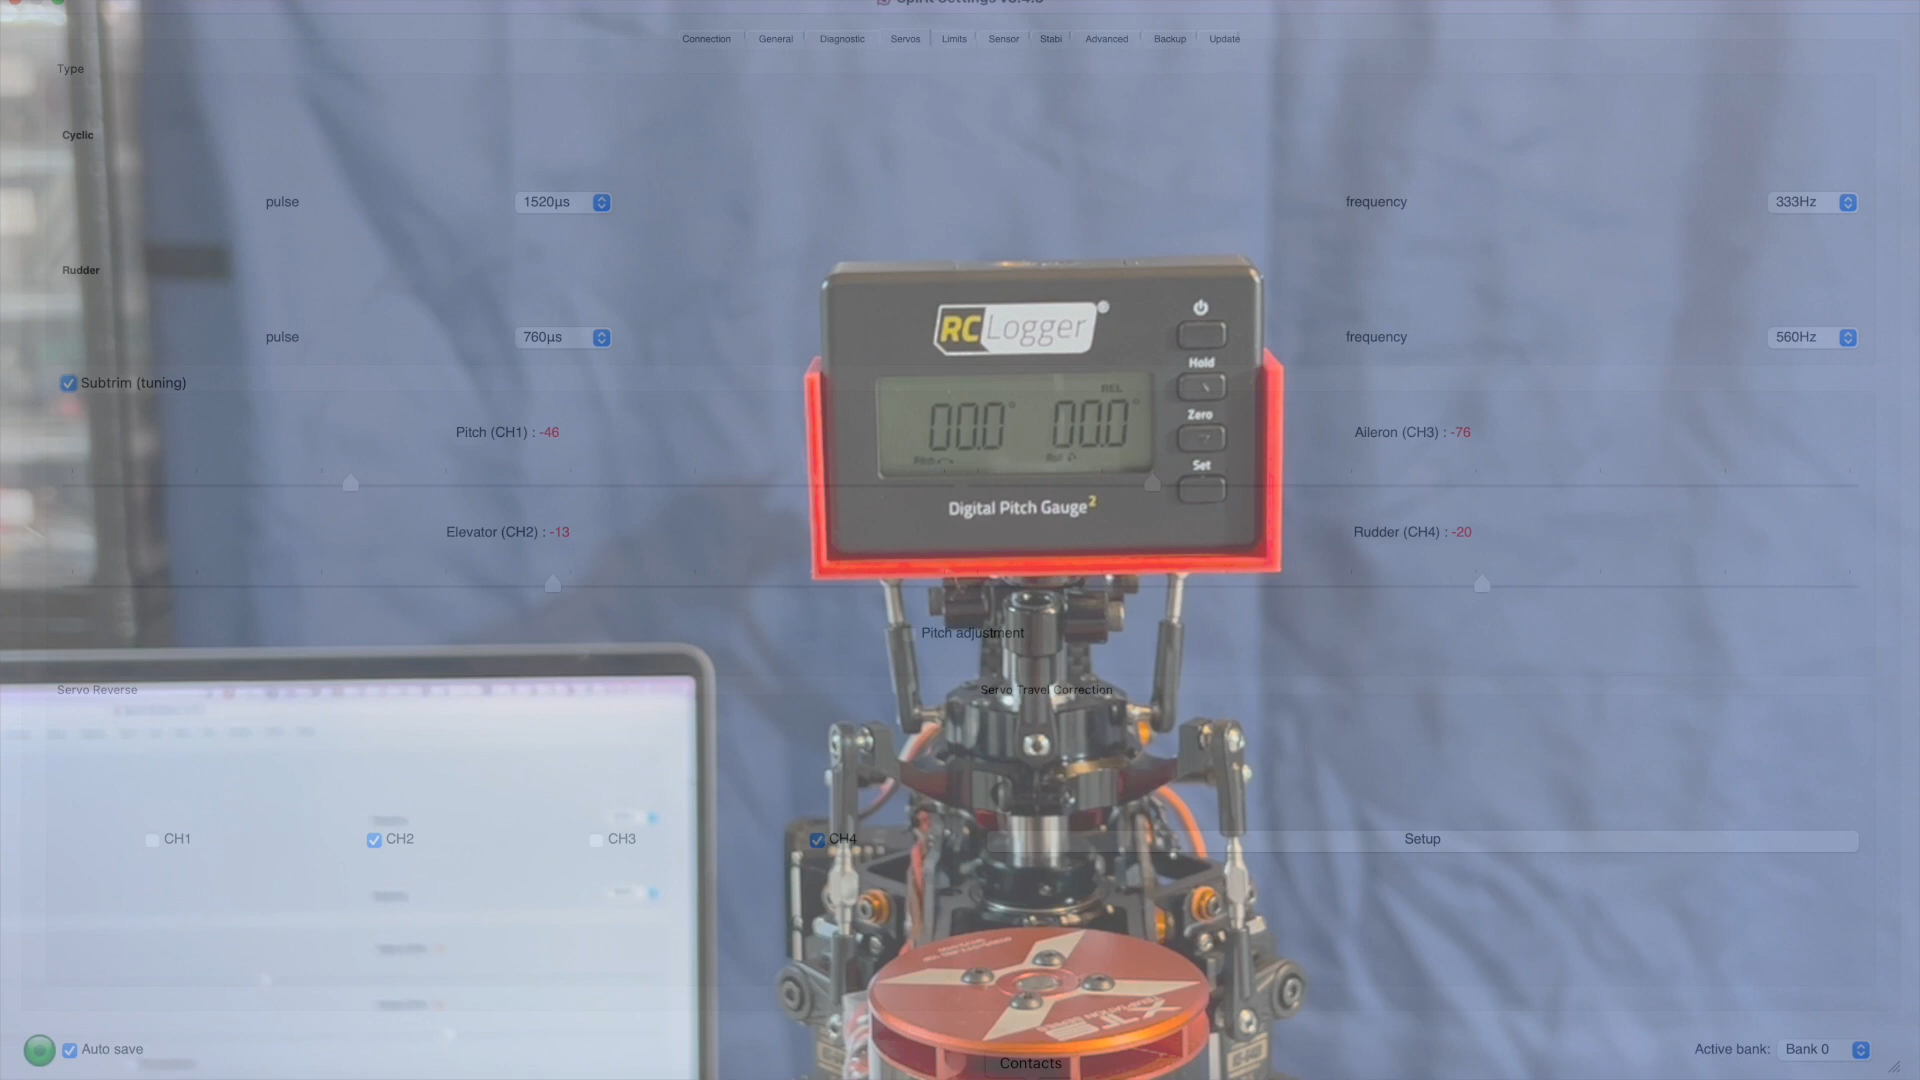 Connection General Diagnostic Servos Limits Sensor Stabi Advanced Backup Update
Type
Cyclic
pulse 1520µs frequency 333Hz
Rudder
pulse 760µs frequency 560Hz
Subtrim (tuning)
Pitch (CH1) : -46 Aileron (CH3) : -76
Elevator (CH2) : -13 Rudder (CH4) : -20
Pitch adjustment
Servo Reverse Servo Travel Correction
CH1 CH2 CH3 CH4 Setup
Auto save Active bank: Bank 0
Contacts
RC Logger®
Hold
REL
00.0° 00.0°
Zero
Pitch
Set
Digital Pitch Gauge²